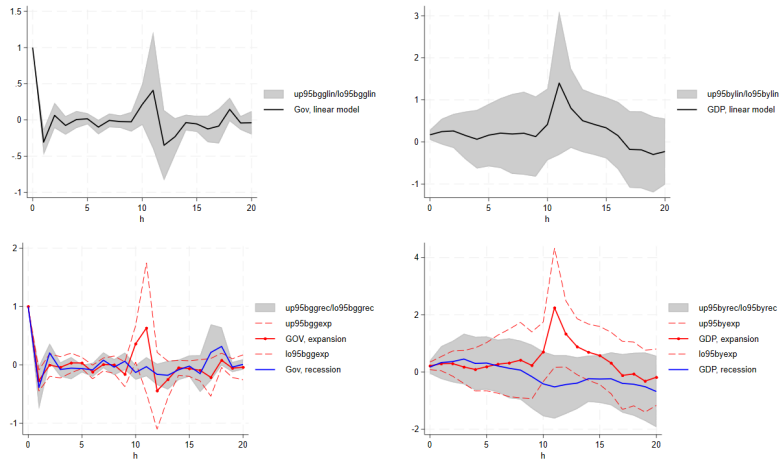 1.5
1
.5
0
-.5
-1
0
5
10
15
20
h
up95bgglin/lo95bgglin
Gov, linear model
3
2
1
0
-1
0
5
10
15
20
h
up95bylin/lo95bylin
GDP, linear model
2
1
0
-1
0
5
10
15
20
h
up95bggrec/lo95bggrec
up95bggexp
GOV, expansion
lo95bggexp
Gov, recession
4
2
0
-2
0
5
10
15
20
h
up95byrec/lo95byrec
up95byexp
GDP, expansion
lo95byexp
GDP, recession